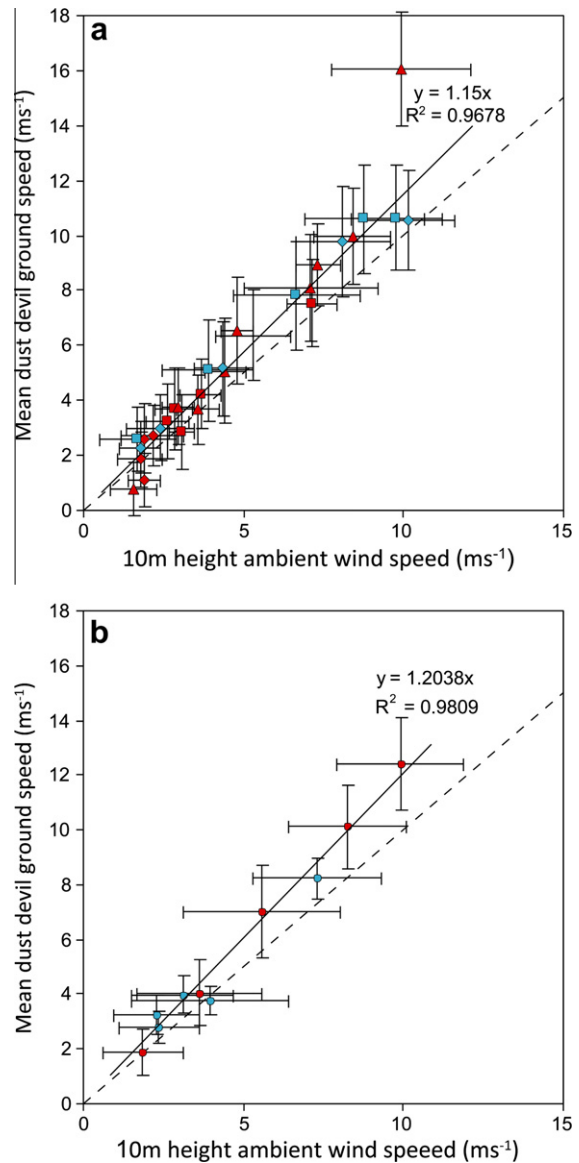 a
18
16
14
12
10
8
6
4
2
0
y = 1.15x
R² = 0.9678
Mean dust devil ground speed (ms⁻¹)
0 5 10 15
10m height ambient wind speed (ms⁻¹)
b
18
16
14
12
10
8
6
4
2
0
y = 1.2038x
R² = 0.9809
Mean dust devil ground speed (ms⁻¹)
0 5 10 15
10m height ambient wind speeed (ms⁻¹)